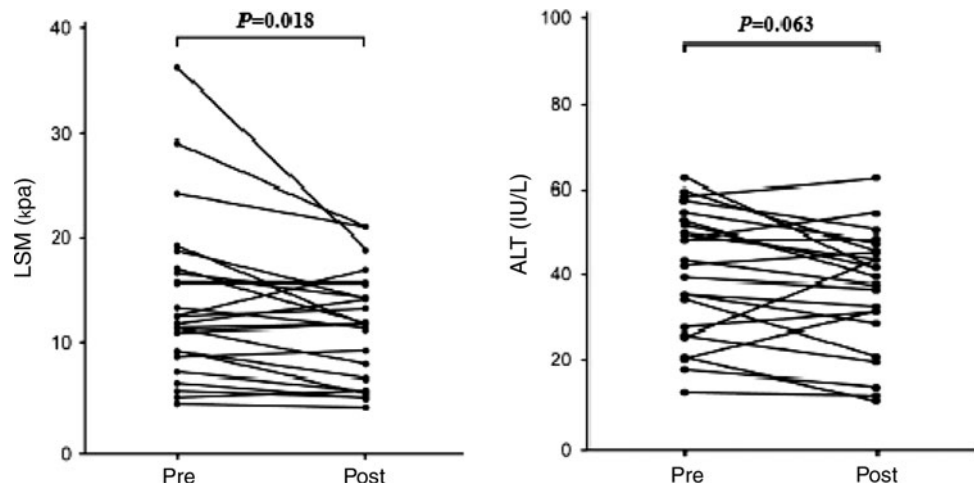 P=0.018
40
30
20
10
0
LSM (κpa)
Pre
Post
P=0.063
100
80
60
40
20
0
ALT (IU/L)
Pre
Post